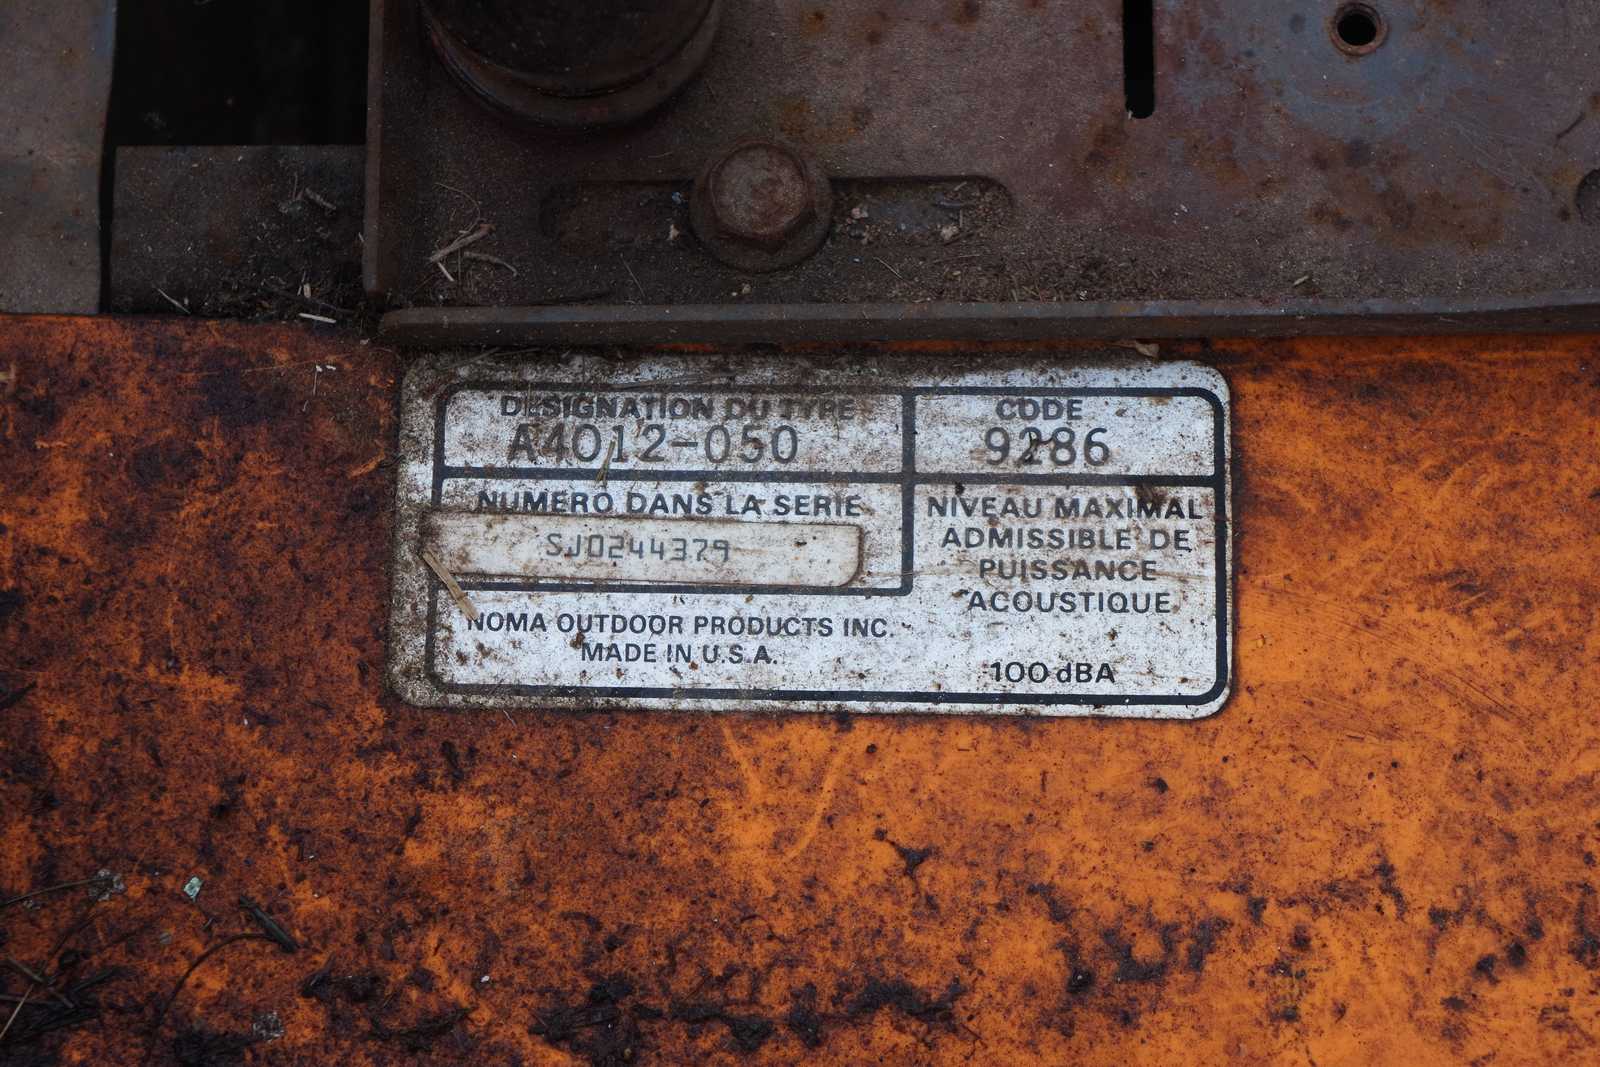 DESIGNATION DU TYPE
A4012-050
CODE
9286
NUMERO DANS LA SERIE
SJ0244379
NIVEAU MAXIMAL
ADMISSIBLE DE
PUISSANCE
ACOUSTIQUE
100 dBA
NOMA OUTDOOR PRODUCTS INC.
MADE IN U.S.A.